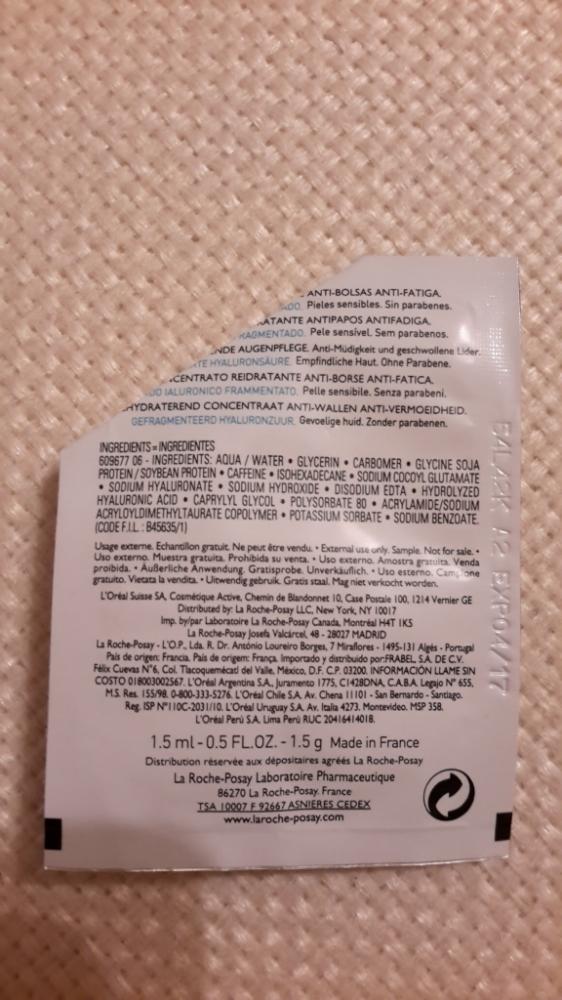 ANTI-BOLSAS ANTI-FATIGA.
Pieles sensibles. Sin parabenes.
ANTIPAPOS ANTIFADIGA.
Pele sensível. Sem parabenos.
AUGENPFLEGE. Anti-Müdigkeit und geschwollene Lider.
HYALURONSÄURE. Empfindliche Haut. Ohne Parabene.
REIDRATANTE ANTI-BORSE ANTI-FATICA.
IALURONICO FRAMMENTATO. Pelle sensibile. Senza parabeni.
CONCENTRAAT ANTI-WALLEN ANTI-VERMOEIDHEID.
GEFRAGMENTEERD HYALURONZUUR. Gevoelige huid. Zonder parabenen.
INGREDIENTS = INGREDIENTES
609677 06 - INGREDIENTS: AQUA / WATER • GLYCERIN • CARBOMER • GLYCINE SOJA
PROTEIN / SOYBEAN PROTEIN • CAFFEINE • ISOHEXADECANE • SODIUM COCOYL GLUTAMATE
• SODIUM HYALURONATE • SODIUM HYDROXIDE • DISODIUM EDTA • HYDROLYZED
HYALURONIC ACID • CAPRYLYL GLYCOL • POLYSORBATE 80 • ACRYLAMIDE/SODIUM
ACRYLOYLDIMETHYLTAURATE COPOLYMER • POTASSIUM SORBATE • SODIUM BENZOATE.
(CODE F.I.L. : B45635/1)
Usage externe. Echantillon gratuit. Ne peut être vendu. • External use only. Sample. Not for sale. •
Uso externo. Muestra gratuita. Prohibida su venta. • Uso externo. Amostra gratuita. Venda
proibida. • Äußerliche Anwendung. Gratisprobe. Unverkäuflich. • Uso esterno. Campione
gratuito. Vietata la vendita. • Uitwendig gebruik. Gratis staal. Mag niet verkocht worden.
L'Oréal Suisse SA, Cosmétique Active, Chemin de Blandonnet 10, Case Postale 100, 1214 Vernier GE
Distributed by: La Roche-Posay LLC, New York, NY 10017
Imp. by/par Laboratoire La Roche-Posay Canada, Montréal H4T 1K5
La Roche-Posay Josefa Valcárcel, 48 - 28027 MADRID
La Roche-Posay - L'O.P., Lda. R. Dr. António Loureiro Borges, 7 Miraflores - 1495-131 Algés - Portugal
País de origen: Francia. País de origem: França. Importado y distribuido por:FRABEL, S.A. DE C.V.
Félix Cuevas N°6, Col. Tlacoquemécatl del Valle, México, D.F. C.P. 03200. INFORMACIÓN LLAME SIN
COSTO 018003002567. L'Oréal Argentina S.A., Juramento 1775, C1428DNA, C.A.B.A. Legajo N° 655,
M.S. Res. 155/98. 0-800-333-5276. L'Oréal Chile S.A. Av. Chena 11101 - San Bernardo - Santiago.
Reg. ISP N°110C-2031/10. L'Oréal Uruguay S.A. Av. Italia 4273. Montevideo. MSP 358.
L'Oréal Perú S.A. Lima Perú RUC 20416414018.
1.5 ml - 0.5 FL.OZ. - 1.5 g Made in France
Distribution réservée aux dépositaires agréés La Roche-Posay
La Roche-Posay Laboratoire Pharmaceutique
86270 La Roche-Posay. France
TSA 10007 F 92667 ASNIERES CEDEX
www.laroche-posay.com
EXP04/17